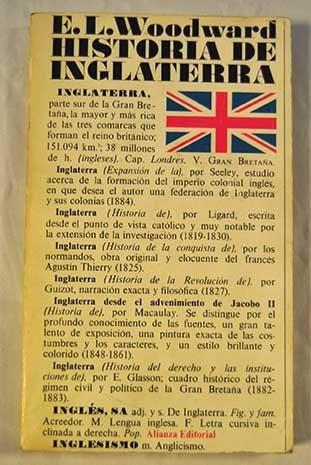 E. L. Woodward
HISTORIA DE
INGLATERRA
INGLATERRA,
parte sur de la Gran Bre-
taña, la mayor y más rica
de las tres comarcas que
forman el reino británico;
151.094 km.²; 38 millones
de h. (ingleses). Cap. Londres. V. GRAN BRETAÑA.
Inglaterra (Expansión de la), por Seeley, estudio
acerca de la formación del imperio colonial inglés,
en que desea el autor una federación de Inglaterra
y sus colonias (1884).
Inglaterra (Historia de), por Ligard, escrita
desde el punto de vista católico y muy notable por
la extensión de la investigación (1819-1830).
Inglaterra (Historia de la conquista de), por los
normandos, obra original y elocuente del francés
Agustín Thierry (1825).
Inglaterra (Historia de la Revolución de), por
Guizot, narración exacta y filosófica (1827).
Inglaterra desde el advenimiento de Jacobo II
(Historia de), por Macaulay. Se distingue por el
profundo conocimiento de las fuentes, un gran ta-
lento de exposición, una pintura exacta de las cos-
tumbres y los caracteres, y un estilo brillante y
colorido (1848-1861).
Inglaterra (Historia del derecho y las institu-
ciones de), por E. Glasson; cuadro histórico del ré-
gimen civil y político de la Gran Bretaña (1882-
1883).
INGLÉS, SA adj. y s. De Inglaterra. Fig. y fam.
Acreedor. M. Lengua inglesa. F. Letra cursiva in-
clinada a derecha. Pop. Alianza Editorial
INGLESISMO m. Anglicismo.